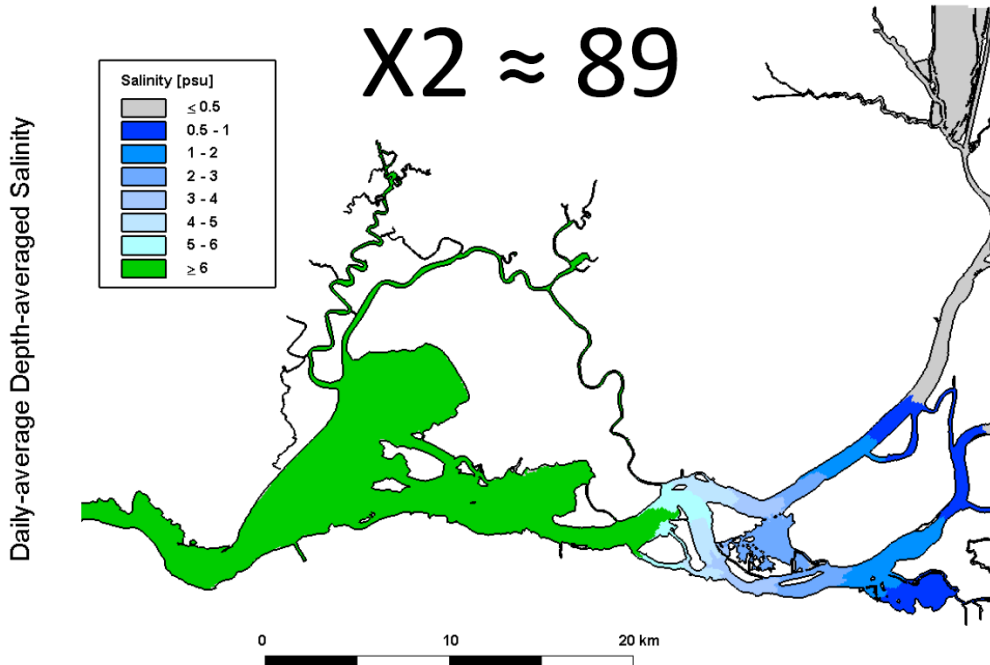 X2 ≈ 89
Daily-average Depth-averaged Salinity
Salinity [psu]
≤ 0.5
0.5 - 1
1 - 2
2 - 3
3 - 4
4 - 5
5 - 6
≥ 6
0 10 20 km